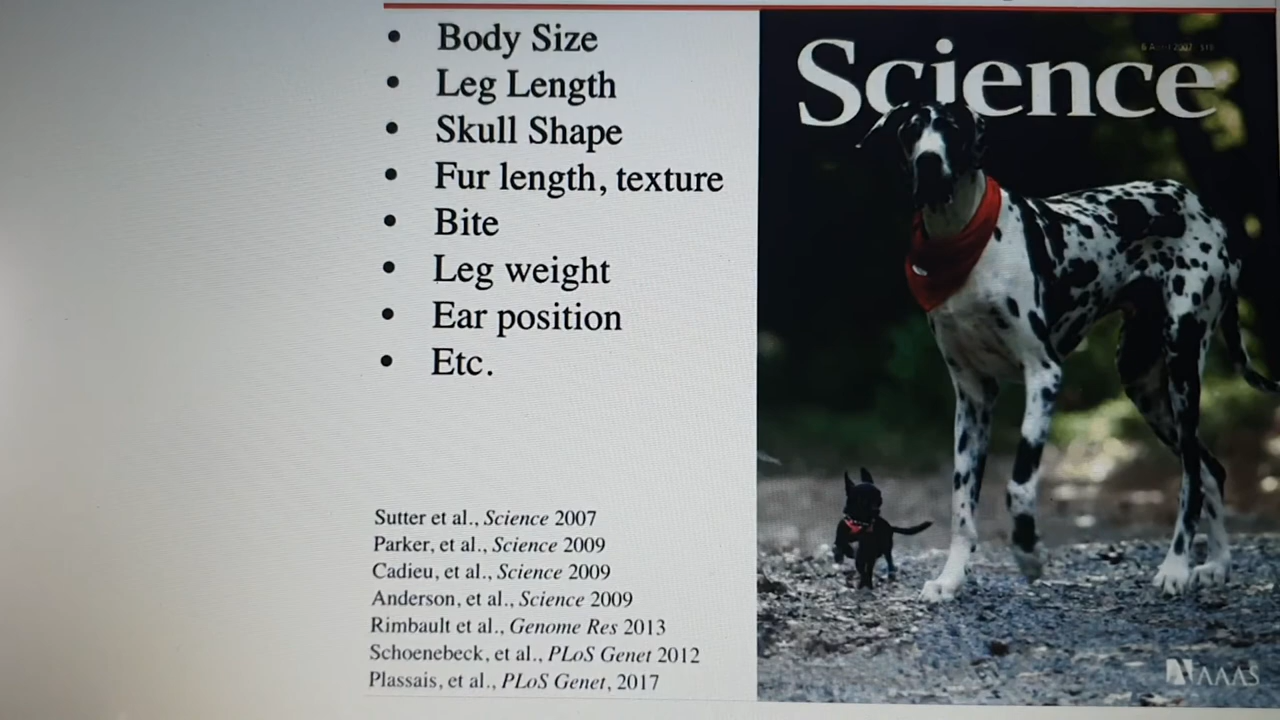 • Body Size
• Leg Length
• Skull Shape
• Fur length, texture
• Bite
• Leg weight
• Ear position
• Etc.
Sutter et al., Science 2007
Parker, et al., Science 2009
Cadieu, et al., Science 2009
Anderson, et al., Science 2009
Rimbault et al., Genome Res 2013
Schoenebeck, et al., PLoS Genet 2012
Plassais, et al., PLoS Genet, 2017
Science
AAAS